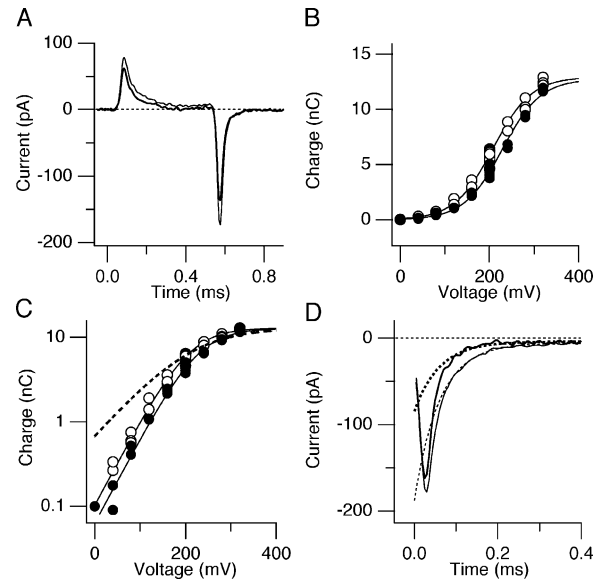 A
100
0
-100
-200
Current (pA)
0.0 0.4 0.8
Time (ms)
B
15
10
5
0
Charge (nC)
0 200 400
Voltage (mV)
C
10
1
0.1
Charge (nC)
0 200 400
Voltage (mV)
D
0
-100
-200
Current (pA)
0.0 0.2 0.4
Time (ms)